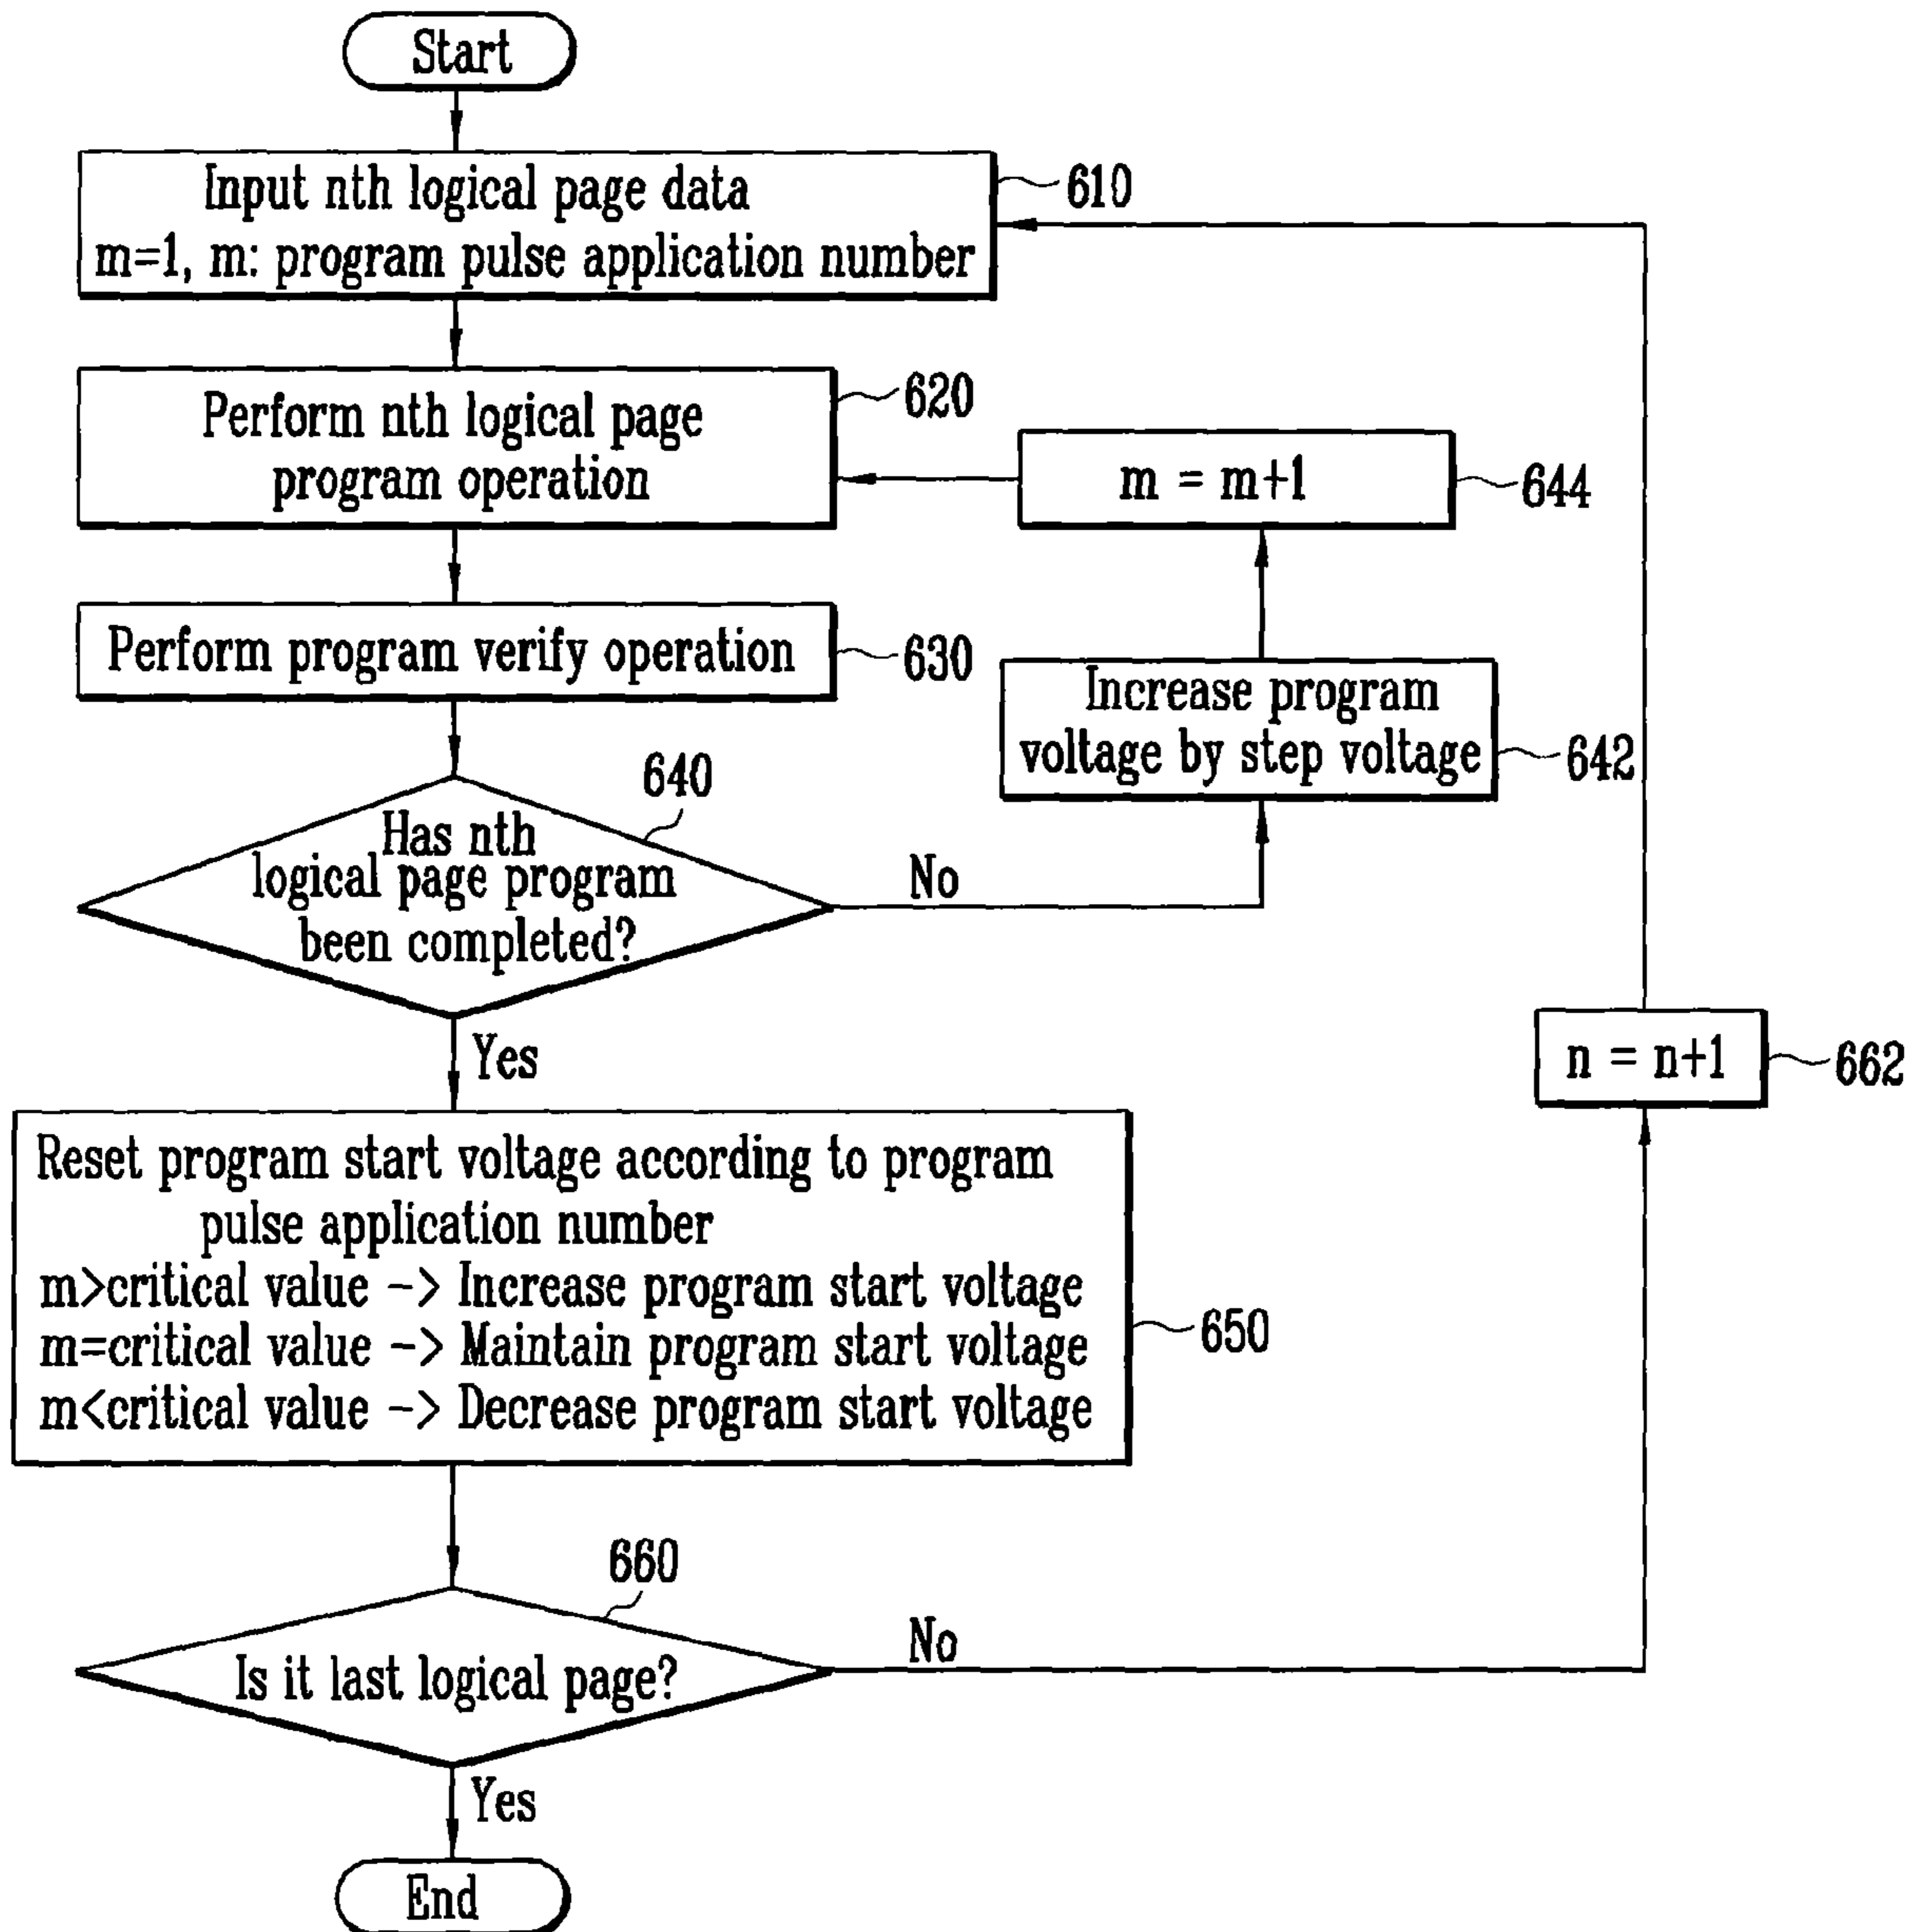 Start
Input nth logical page data
m=1, m: program pulse application number
610
Perform nth logical page
program operation
620
m = m+1
644
Perform program verify operation
630
Increase program
voltage by step voltage
642
640
Has nth
logical page program
been completed?
No
Yes
n = n+1
662
Reset program start voltage according to program
pulse application number
m>critical value -> Increase program start voltage
m=critical value -> Maintain program start voltage
m<critical value -> Decrease program start voltage
650
660
Is it last logical page?
No
Yes
End